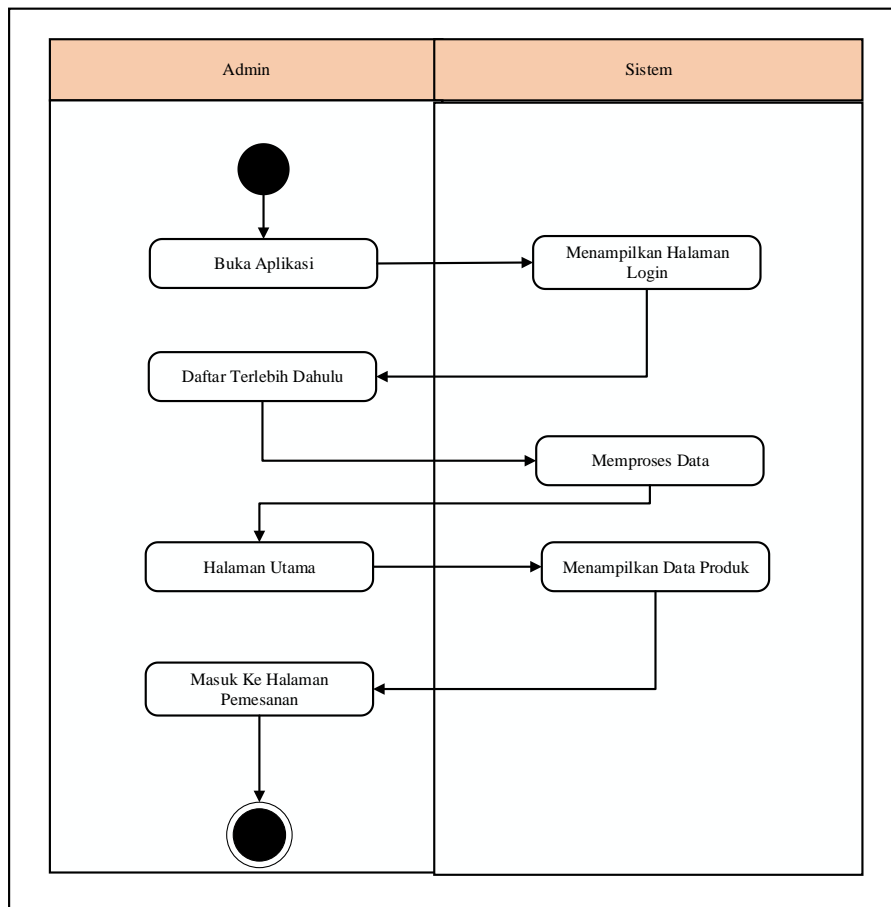 Admin
Sistem
Buka Aplikasi
Menampilkan Halaman
Login
Daftar Terlebih Dahulu
Memproses Data
Halaman Utama
Menampilkan Data Produk
Masuk Ke Halaman
Pemesanan